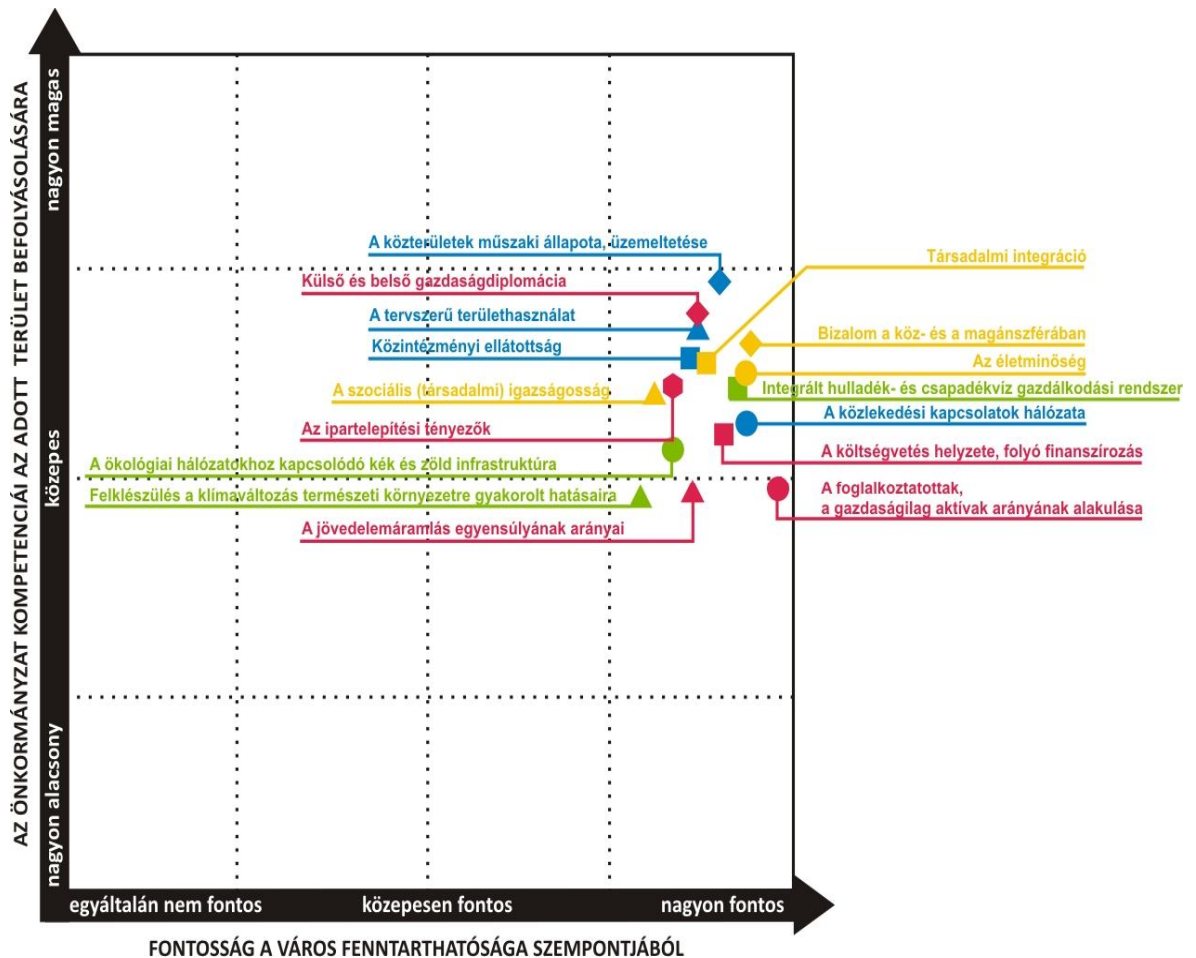 AZ ÖNKORMÁNYZAT KOMPETENCIÁI AZ ADOTT TERÜLET BEFOLYÁSOLÁSÁRA
nagyon magas
közepes
nagyon alacsony
A közterületek műszaki állapota, üzemeltetése
Társadalmi integráció
Külső és belső gazdaságdiplomácia
A tervszerű területhasználat
Bizalom a köz- és a magánszférában
Közintézményi ellátottság
Az életminőség
A szociális (társadalmi) igazságosság
Integrált hulladék- és csapadékvíz gazdálkodási rendszer
A közlekedési kapcsolatok hálózata
Az ipartelepítési tényezők
A költségvetés helyzete, folyó finanszírozás
A ökológiai hálózatokhoz kapcsolódó kék és zöld infrastruktúra
Felklészülés a klímaváltozás természeti környezetre gyakorolt hatásaira
A foglalkoztatottak,
a gazdaságilag aktívak arányának alakulása
A jövedelemáramlás egyensúlyának arányai
egyáltalán nem fontos
közepesen fontos
nagyon fontos
FONTOSSÁG A VÁROS FENNTARTHATÓSÁGA SZEMPONTJÁBÓL